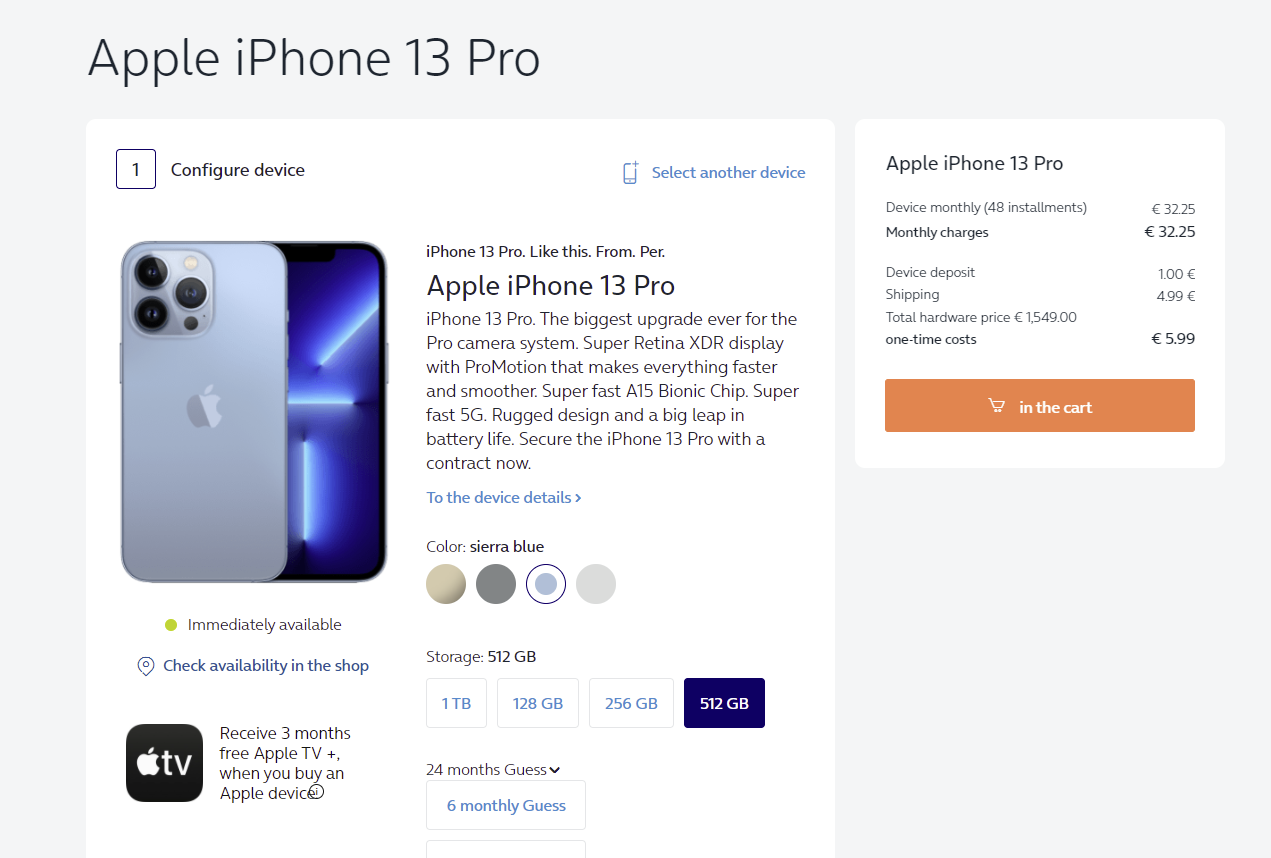 Apple iPhone 13 Pro
1
Configure device
Select another device
iPhone 13 Pro. Like this. From. Per.
Apple iPhone 13 Pro
iPhone 13 Pro. The biggest upgrade ever for the
Pro camera system. Super Retina XDR display
with ProMotion that makes everything faster
and smoother. Super fast A15 Bionic Chip. Super
fast 5G. Rugged design and a big leap in
battery life. Secure the iPhone 13 Pro with a
contract now.
To the device details ›
Color: sierra blue
Immediately available
Check availability in the shop
Storage: 512 GB
1 TB
128 GB
256 GB
512 GB
tv
Receive 3 months
free Apple TV +,
when you buy an
Apple device
i
24 months Guess
6 monthly Guess
Apple iPhone 13 Pro
Device monthly (48 installments) € 32.25
Monthly charges € 32.25
Device deposit 1.00 €
Shipping 4.99 €
Total hardware price € 1,549.00
one-time costs € 5.99
in the cart